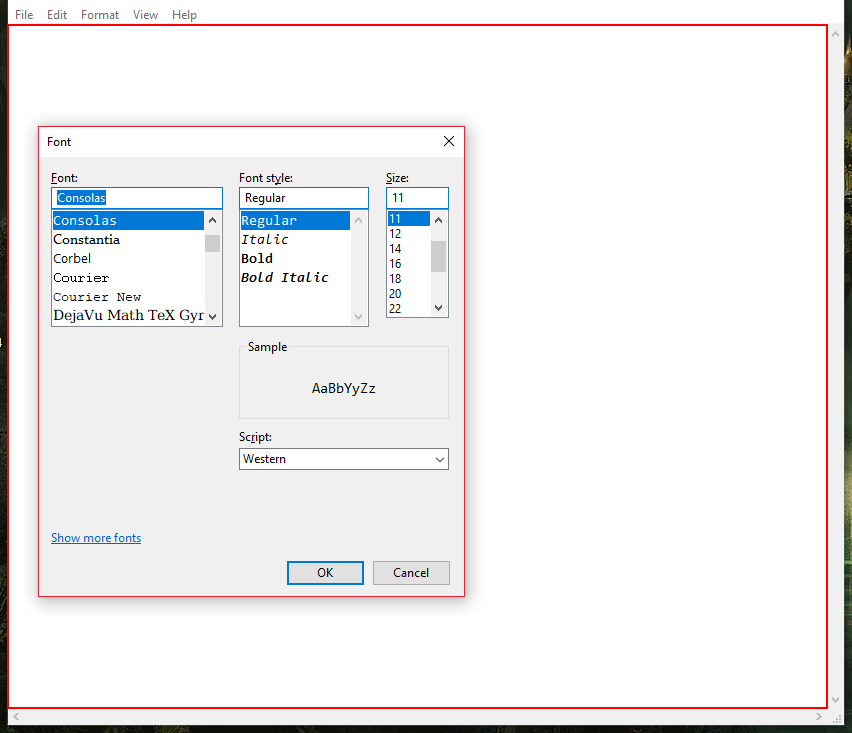 File Edit Format View Help
Font
Font: Font style: Size:
Consolas Regular 11
Consolas Regular 11
Constantia Italic 12
Corbel Bold 14
Courier Bold Italic 16
Courier New 18
DejaVu Math TeX Gyr 20
22
Sample
AaBbYyZz
Script:
Western
Show more fonts
OK Cancel